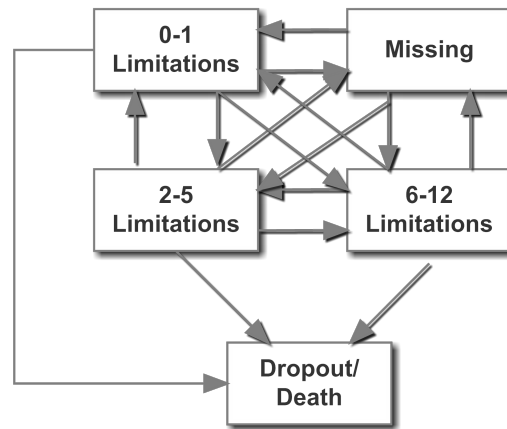 0-1
Limitations
Missing
2-5
Limitations
6-12
Limitations
Dropout/
Death